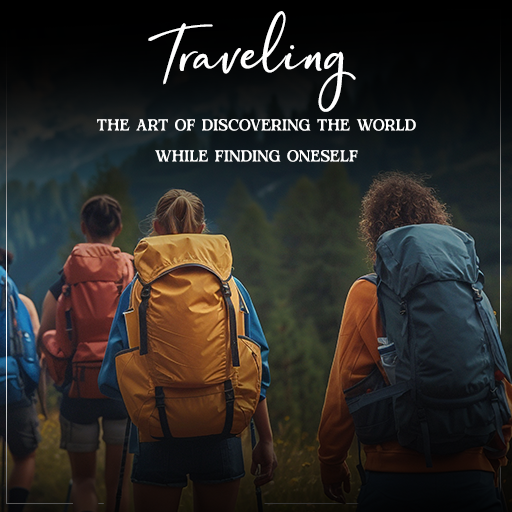 Traveling
THE ART OF DISCOVERING THE WORLD
WHILE FINDING ONESELF